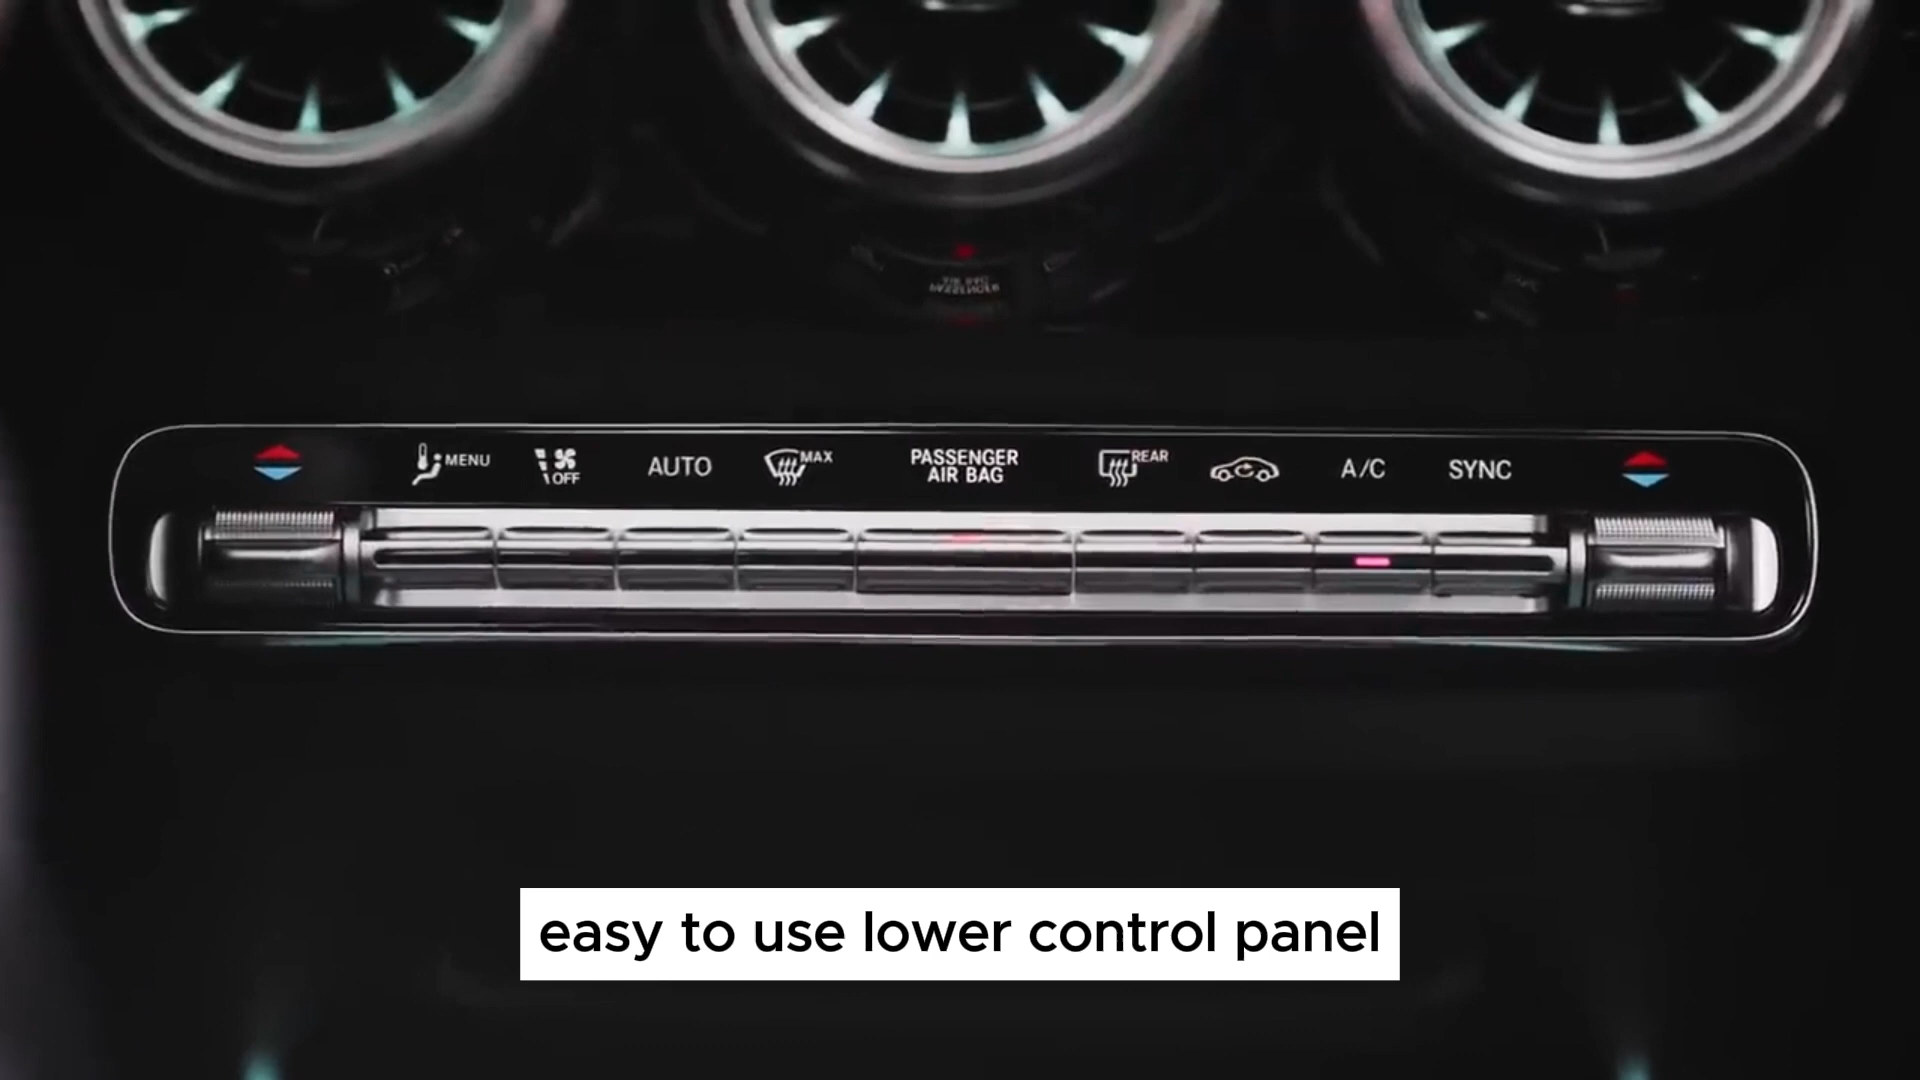 MENU
OFF
AUTO
MAX
PASSENGER
AIR BAG
REAR
A/C
SYNC
easy to use lower control panel